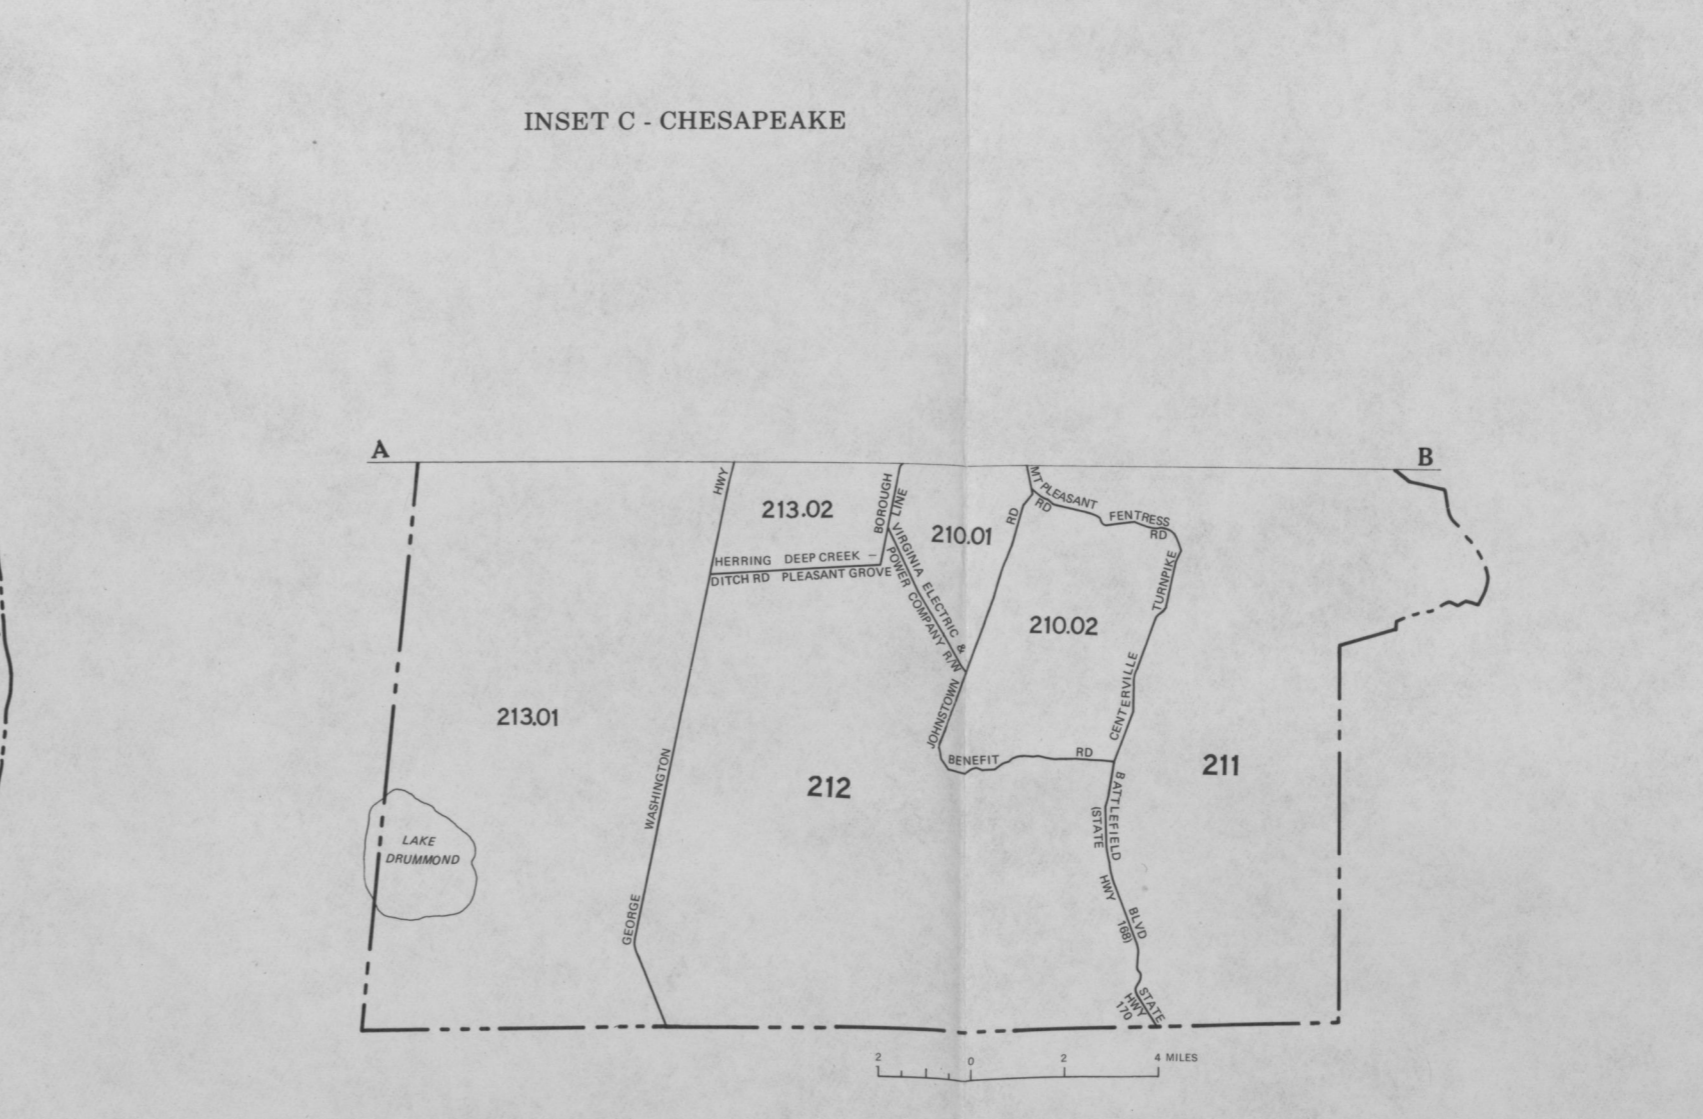 INSET C - CHESAPEAKE
A
B
HWY
213.02
BOROUGH
LINE
MT PLEASANT
RD
FENTRESS
RD
RD
210.01
VIRGINIA ELECTRIC &
POWER COMPANY R/W
HERRING DEEP CREEK –
DITCH RD PLEASANT GROVE
TURNPIKE
210.02
CENTERVILLE
JOHNSTOWN
213.01
BENEFIT
RD
211
WASHINGTON
212
BATTLEFIELD
(STATE
LAKE
DRUMMOND
HWY
BLVD
168)
GEORGE
STATE
HWY
170
2 0 2 4 MILES